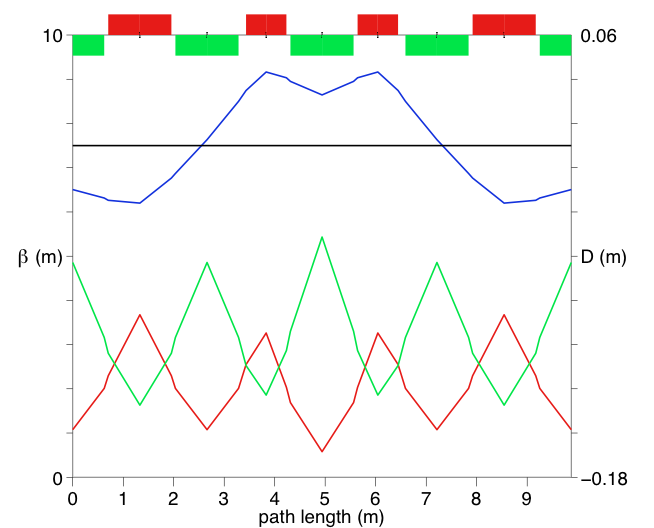 10 0.06
β (m) D (m)
0 −0.18
0 1 2 3 4 5 6 7 8 9
path length (m)